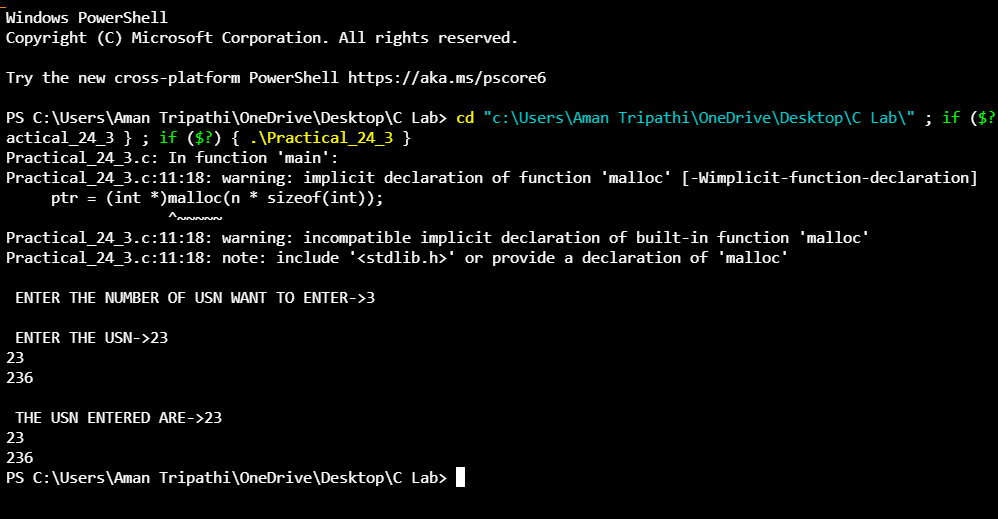 Windows PowerShell
Copyright (C) Microsoft Corporation. All rights reserved.
Try the new cross-platform PowerShell https://aka.ms/pscore6
PS C:\Users\Aman Tripathi\OneDrive\Desktop\C Lab> cd "c:\Users\Aman Tripathi\OneDrive\Desktop\C Lab\" ; if ($?
actical_24_3 } ; if ($?) { .\Practical_24_3 }
Practical_24_3.c: In function 'main':
Practical_24_3.c:11:18: warning: implicit declaration of function 'malloc' [-Wimplicit-function-declaration]
     ptr = (int *)malloc(n * sizeof(int));
                  ^~~~~~
Practical_24_3.c:11:18: warning: incompatible implicit declaration of built-in function 'malloc'
Practical_24_3.c:11:18: note: include '<stdlib.h>' or provide a declaration of 'malloc'
 ENTER THE NUMBER OF USN WANT TO ENTER->3
 ENTER THE USN->23
23
236
 THE USN ENTERED ARE->23
23
236
PS C:\Users\Aman Tripathi\OneDrive\Desktop\C Lab>